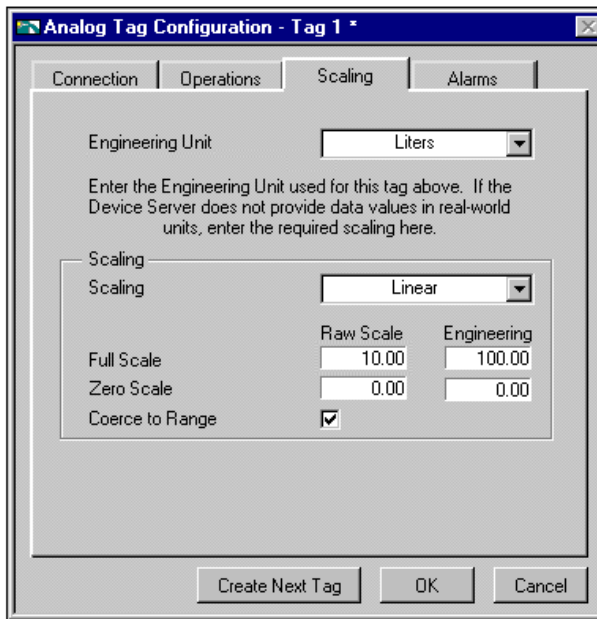 Analog Tag Configuration - Tag 1 *
Connection Operations Scaling Alarms
Engineering Unit Liters
Enter the Engineering Unit used for this tag above. If the
Device Server does not provide data values in real-world
units, enter the required scaling here.
Scaling
Scaling Linear
Raw Scale Engineering
Full Scale 10.00 100.00
Zero Scale 0.00 0.00
Coerce to Range
Create Next Tag OK Cancel